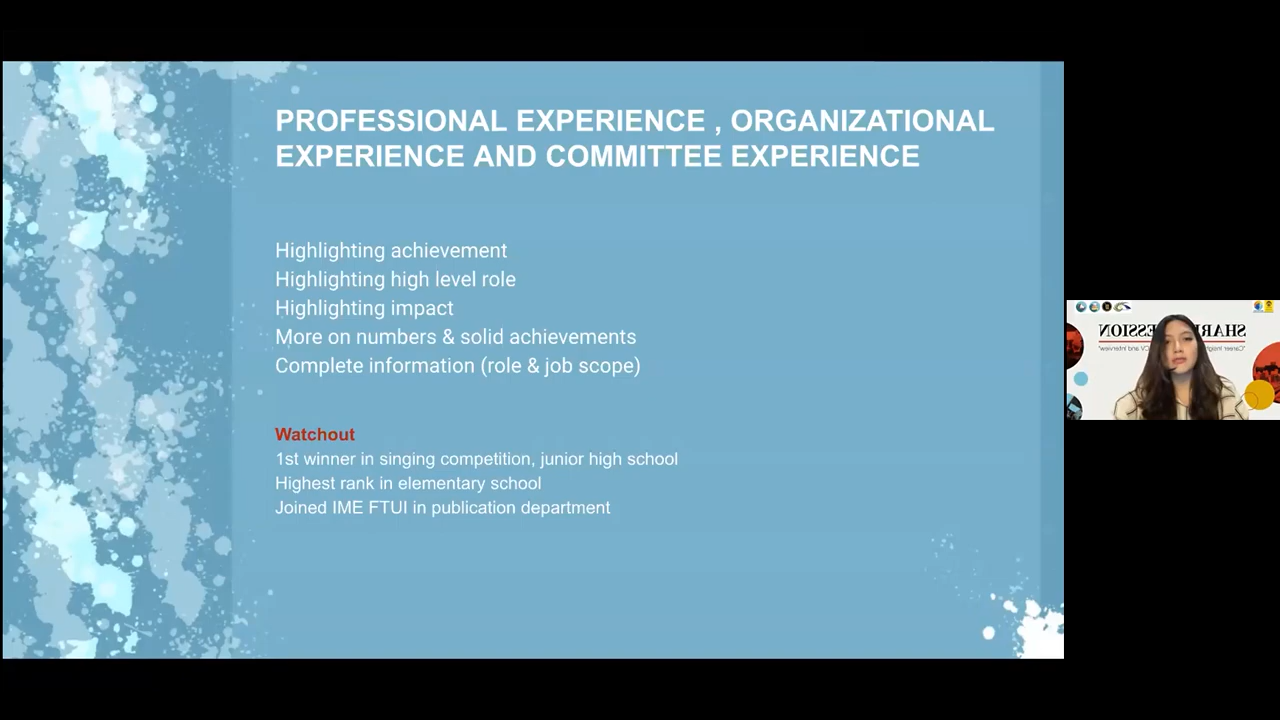 PROFESSIONAL EXPERIENCE , ORGANIZATIONAL
EXPERIENCE AND COMMITTEE EXPERIENCE
Highlighting achievement
Highlighting high level role
Highlighting impact
More on numbers & solid achievements
Complete information (role & job scope)
Watchout
1st winner in singing competition, junior high school
Highest rank in elementary school
Joined IME FTUI in publication department